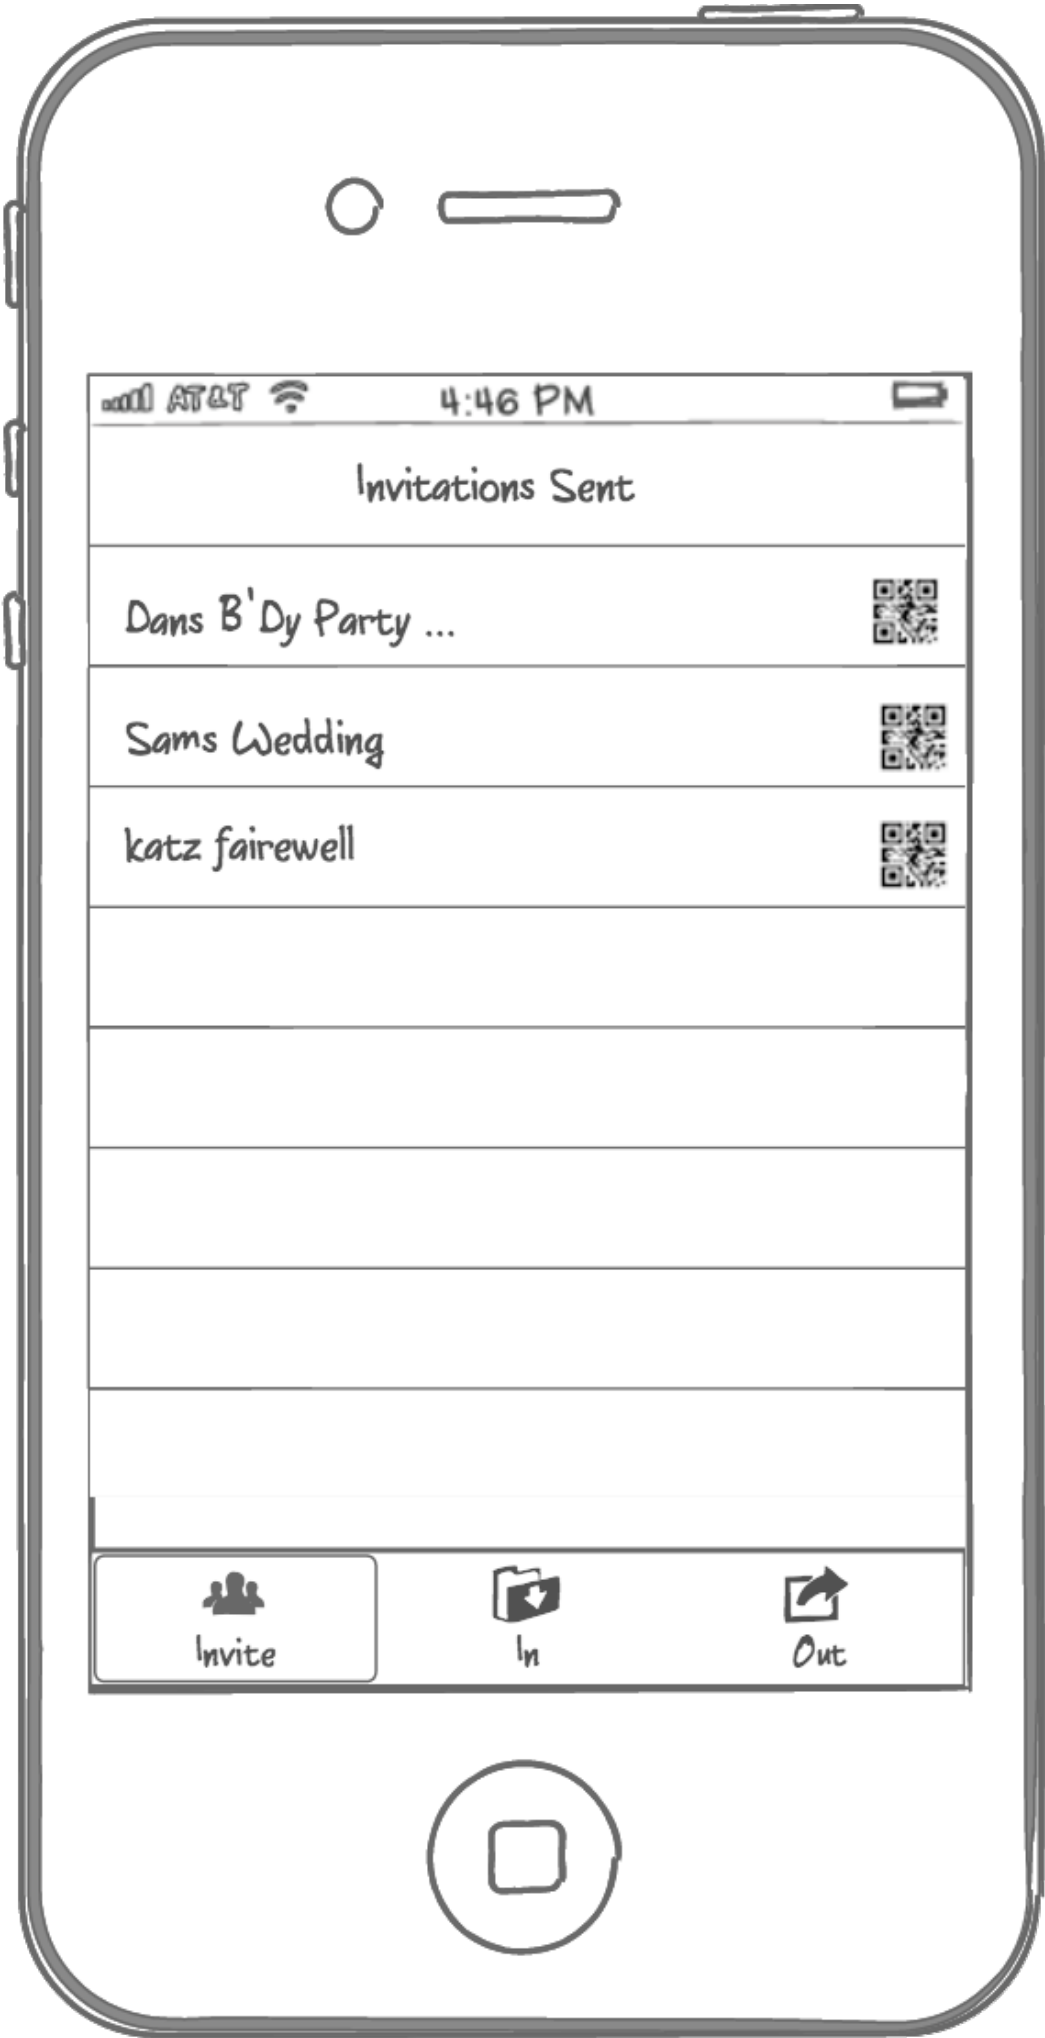 AT&T 4:46 PM
Invitations Sent
Dans B'Dy Party ...
Sams Wedding
katz fairewell
Invite In Out